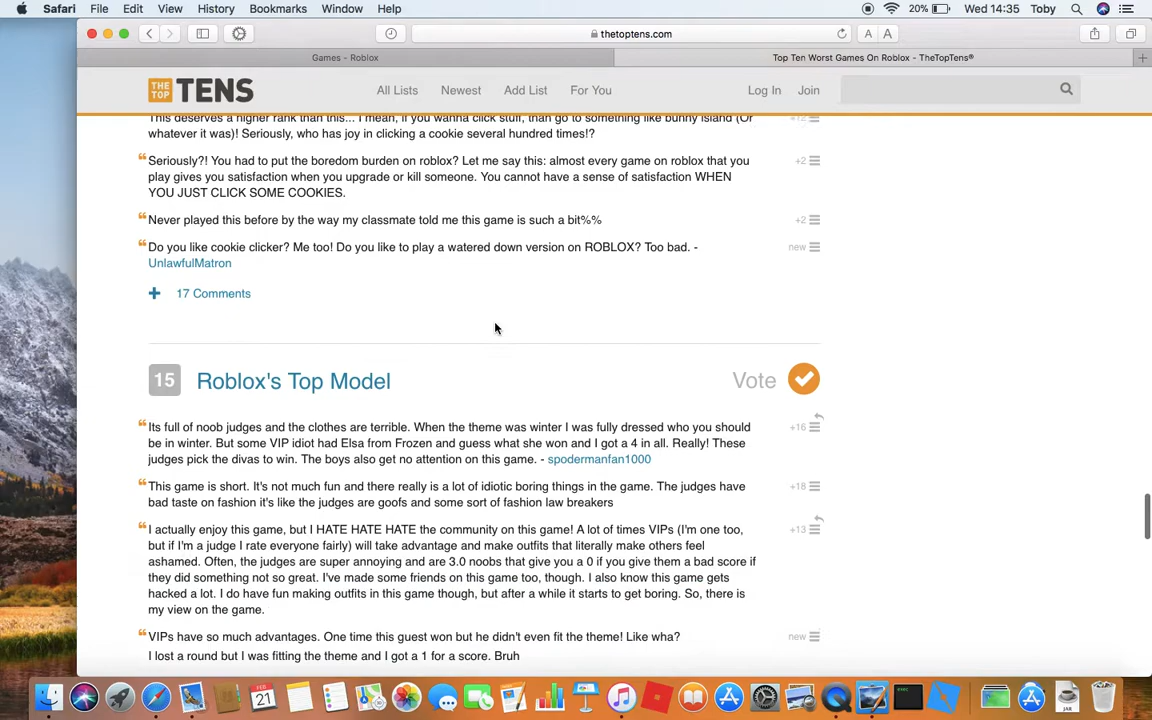 Safari File Edit View History Bookmarks Window Help 20% Wed 14:35 Toby
thetoptens.com A A
Games - Roblox Top Ten Worst Games On Roblox - TheTopTens® +
THE TOP TENS All Lists Newest Add List For You Log In Join
This deserves a higher rank than this... I mean, if you wanna click stuff, than go to something like bunny island (Or +12
whatever it was)! Seriously, who has joy in clicking a cookie several hundred times!?
“ Seriously?! You had to put the boredom burden on roblox? Let me say this: almost every game on roblox that you +2
play gives you satisfaction when you upgrade or kill someone. You cannot have a sense of satisfaction WHEN
YOU JUST CLICK SOME COOKIES.
“ Never played this before by the way my classmate told me this game is such a bit%% +2
“ Do you like cookie clicker? Me too! Do you like to play a watered down version on ROBLOX? Too bad. - new
UnlawfulMatron
+ 17 Comments
15 Roblox's Top Model Vote
“ Its full of noob judges and the clothes are terrible. When the theme was winter I was fully dressed who you should +16
be in winter. But some VIP idiot had Elsa from Frozen and guess what she won and I got a 4 in all. Really! These
judges pick the divas to win. The boys also get no attention on this game. - spodermanfan1000
“ This game is short. It's not much fun and there really is a lot of idiotic boring things in the game. The judges have +18
bad taste on fashion it's like the judges are goofs and some sort of fashion law breakers
“ I actually enjoy this game, but I HATE HATE HATE the community on this game! A lot of times VIPs (I'm one too, +13
but if I'm a judge I rate everyone fairly) will take advantage and make outfits that literally make others feel
ashamed. Often, the judges are super annoying and are 3.0 noobs that give you a 0 if you give them a bad score if
they did something not so great. I've made some friends on this game too, though. I also know this game gets
hacked a lot. I do have fun making outfits in this game though, but after a while it starts to get boring. So, there is
my view on the game.
“ VIPs have so much advantages. One time this guest won but he didn't even fit the theme! Like wha? new
I lost a round but I was fitting the theme and I got a 1 for a score. Bruh
FEB
21
exec
JAR